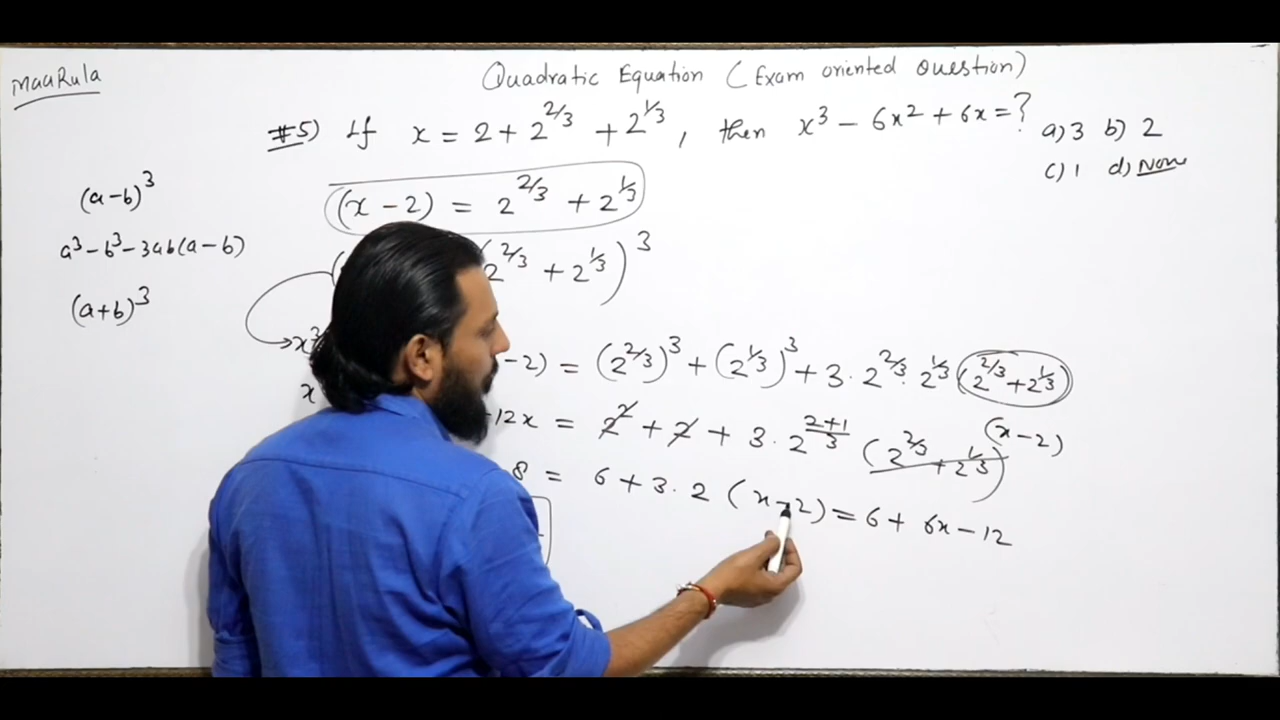 MaaRula
Quadratic Equation (Exam oriented Question)
#5) If x = 2 + 2^{2/3} + 2^{1/3}, then x^3 - 6x^2 + 6x = ? a) 3 b) 2
c) 1 d) None
(a-b)^3
a^3 - b^3 - 3ab(a-b)
(a+b)^3
(x-2) = 2^{2/3} + 2^{1/3}
2^{2/3} + 2^{1/3})^3
→ x^3 -2) = (2^{2/3})^3 + (2^{1/3})^3 + 3 . 2^{2/3} . 2^{1/3} (2^{2/3} + 2^{1/3})
(x-2)
x -12x = 2^2 + 2 + 3 . 2^{\frac{2+1}{3}} (2^{2/3} + 2^{1/3})
8 = 6 + 3 . 2 (x-2) = 6 + 6x - 12